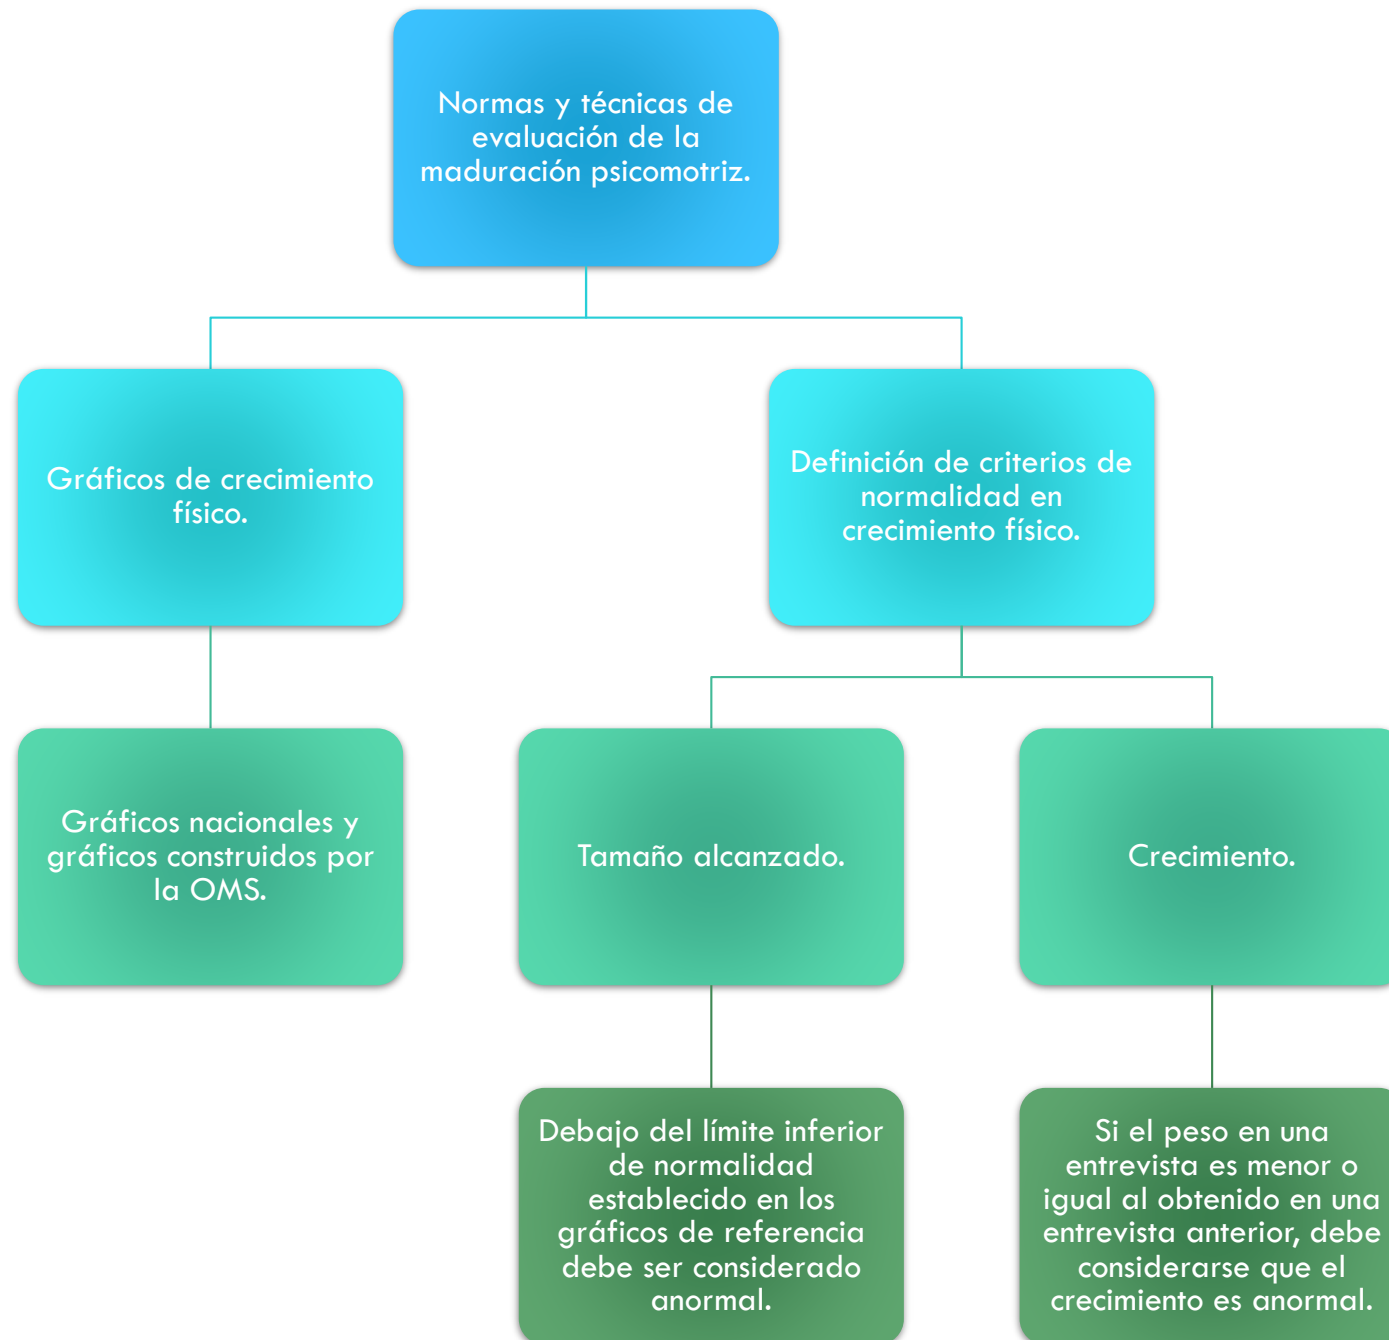 Normas y técnicas de
evaluación de la
maduración psicomotriz.
Gráficos de crecimiento
físico.
Definición de criterios de
normalidad en
crecimiento físico.
Gráficos nacionales y
gráficos construidos por
la OMS.
Tamaño alcanzado.
Crecimiento.
Debajo del límite inferior
de normalidad
establecido en los
gráficos de referencia
debe ser considerado
anormal.
Si el peso en una
entrevista es menor o
igual al obtenido en una
entrevista anterior, debe
considerarse que el
crecimiento es anormal.